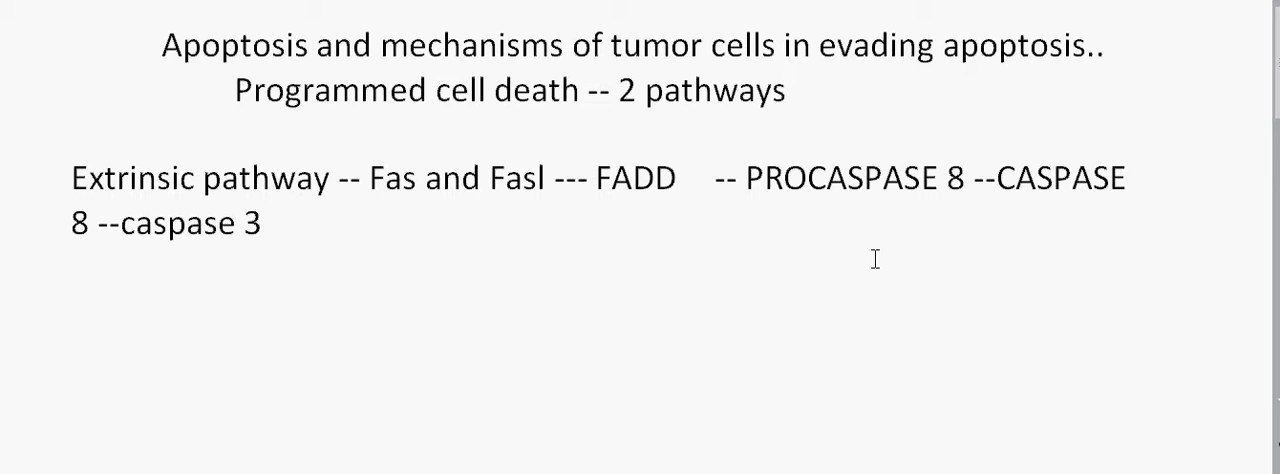 Apoptosis and mechanisms of tumor cells in evading apoptosis..
Programmed cell death -- 2 pathways
Extrinsic pathway -- Fas and Fasl --- FADD -- PROCASPASE 8 --CASPASE
8 --caspase 3